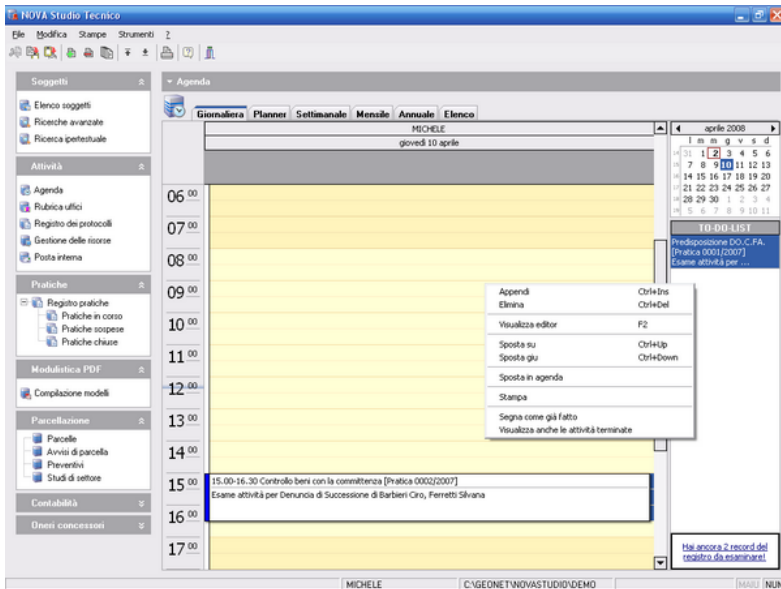 NOVA Studio Tecnico
File Modifica Stampe Strumenti ?
Soggetti
Elenco soggetti
Ricerche avanzate
Ricerca ipertestuale
Attività
Agenda
Rubrica uffici
Registro dei protocolli
Gestione delle risorse
Posta interna
Pratiche
Registro pratiche
Pratiche in corso
Pratiche sospese
Pratiche chiuse
Modulistica PDF
Compilazione modelli
Parcellazione
Parcelle
Avvisi di parcella
Preventivi
Studi di settore
Contabilità
Oneri concessori
Agenda
Giornaliera Planner Settimanale Mensile Annuale Elenco
MICHELE
giovedì 10 aprile
06 00
07 00
08 00
09 00
10 00
11 00
12 00
13 00
14 00
15 00
16 00
17 00
15.00-16.30 Controllo beni con la committenza [Pratica 0002/2007]
Esame attività per Denuncia di Successione di Barbieri Ciro, Ferretti Silvana
Appendi Ctrl+Ins
Elimina Ctrl+Del
Visualizza editor F2
Sposta su Ctrl+Up
Sposta giu Ctrl+Down
Sposta in agenda
Stampa
Segna come già fatto
Visualizza anche le attività terminate
aprile 2008
l m m g v s d
14 31 1 2 3 4 5 6
15 7 8 9 10 11 12 13
16 14 15 16 17 18 19 20
17 21 22 23 24 25 26 27
18 28 29 30 1 2 3 4
19 5 6 7 8 9 10 11
TO-DO-LIST
Predisposizione DO.C.FA.
[Pratica 0001/2007]
Esame attività per ...
Hai ancora 2 record del
registro da esaminare!
MICHELE C:\GEONET\NOVASTUDIO\DEMO MAIU NUM